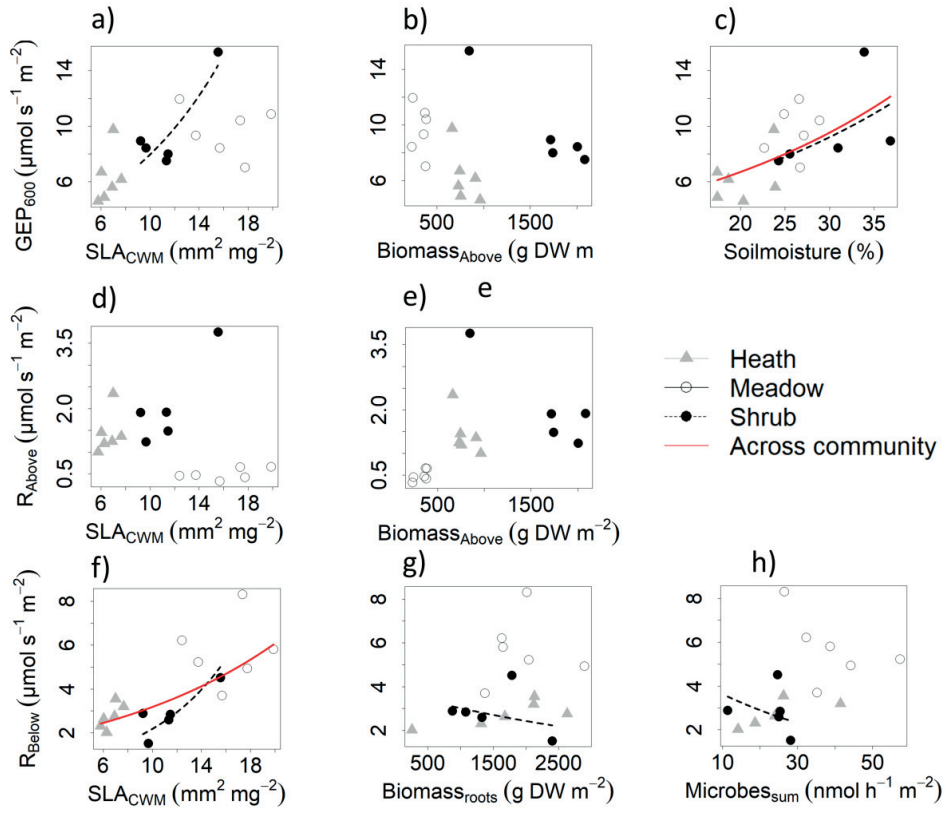 a)
b)
c)
GEP600 (μmol s−1 m−2)
6 10 14
6 10 14
6 10 14
6 10 14 18
SLACWM (mm2 mg−2)
500 1500
BiomassAbove (g DW m
20 25 30 35
Soilmoisture (%)
d)
e)
e
RAbove (μmol s−1 m−2)
0.5 2.0 3.5
0.5 2.0 3.5
6 10 14 18
SLACWM (mm2 mg−2)
500 1500
BiomassAbove (g DW m−2)
Heath
Meadow
Shrub
Across community
f)
g)
h)
RBelow (μmol s−1 m−2)
2 4 6 8
2 4 6 8
2 4 6 8
6 10 14 18
SLACWM (mm2 mg−2)
500 1500 2500
Biomassroots (g DW m−2)
10 25 40 55
Microbessum (nmol h−1 m−2)